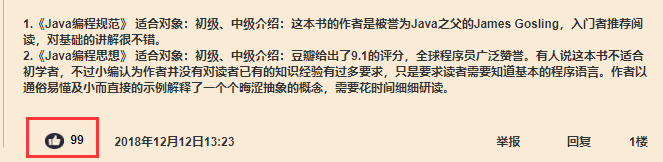 1.《Java编程规范》 适合对象：初级、中级介绍：这本书的作者是被誉为Java之父的James Gosling，入门者推荐阅
读，对基础的讲解很不错。
2.《Java编程思想》 适合对象：初级、中级介绍：豆瓣给出了9.1的评分，全球程序员广泛赞誉。有人说这本书不适合
初学者，不过小编认为作者并没有对读者已有的知识经验有过多要求，只是要求读者需要知道基本的程序语言。作者以
通俗易懂及小而直接的示例解释了一个个晦涩抽象的概念，需要花时间细细研读。
99 2018年12月12日13:23 举报 回复 1楼